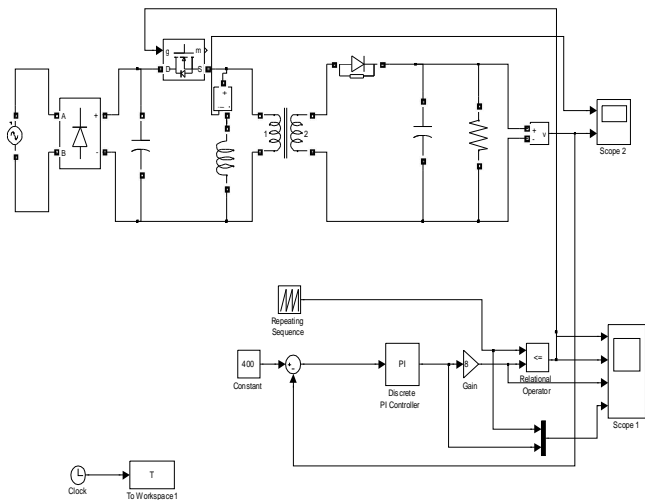 g
m
D
S
+
A
+
B
-
1
2
+
-
v
Scope 2
Repeating
Sequence
400
Constant
+
-
PI
Discrete
PI Controller
8
Gain
<=
Relational
Operator
Scope 1
Clock
T
To Workspace1